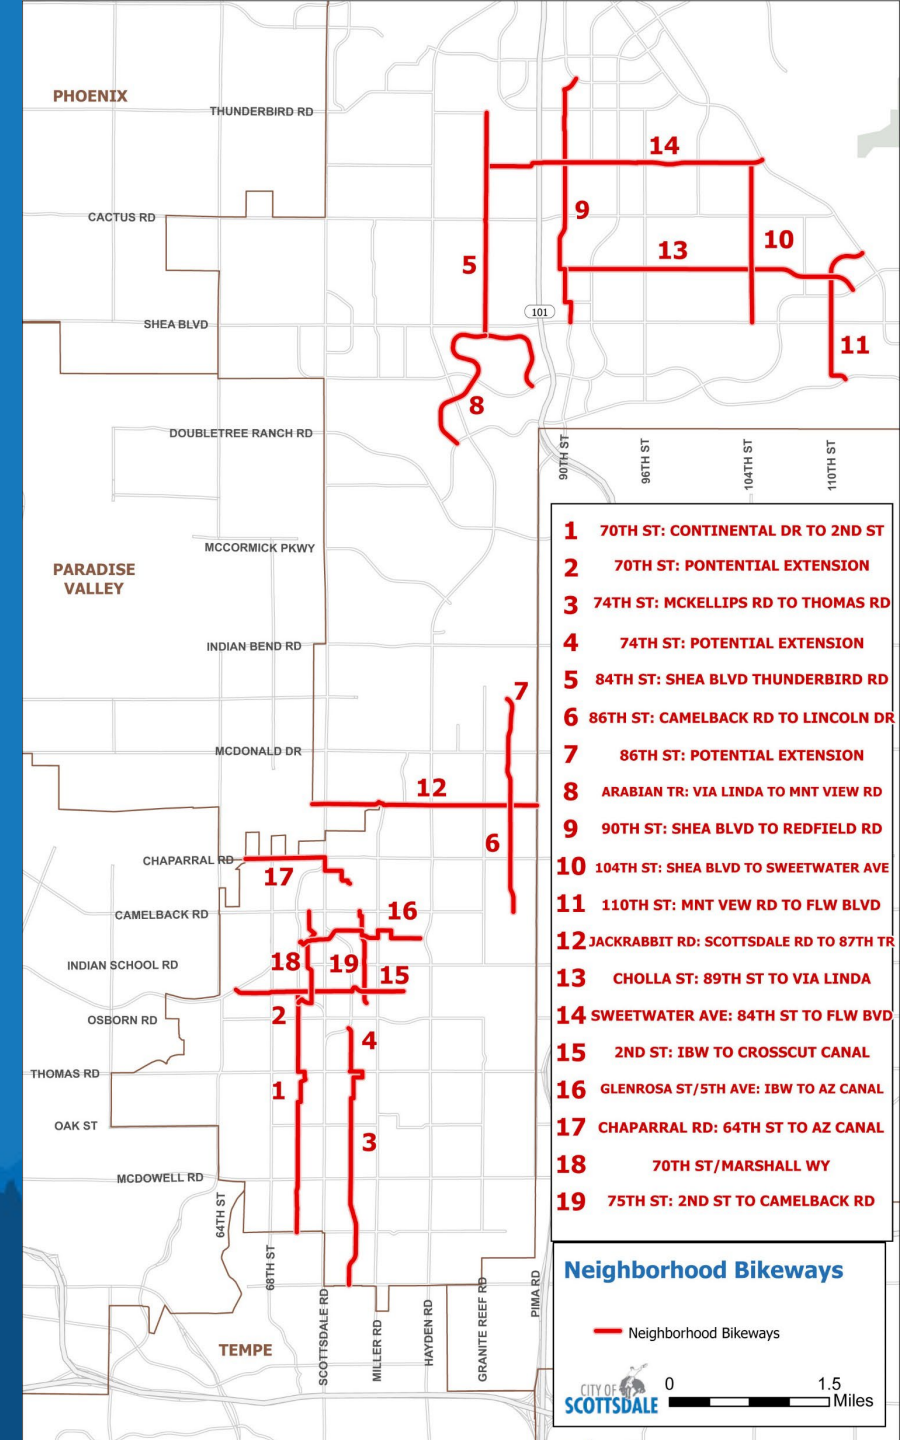 PHOENIX
THUNDERBIRD RD
14
CACTUS RD
9
10
13
5
101
SHEA BLVD
11
8
DOUBLETREE RANCH RD
90TH ST
96TH ST
104TH ST
110TH ST
MCCORMICK PKWY
PARADISE
VALLEY
INDIAN BEND RD
7
MCDONALD DR
12
6
CHAPARRAL RD
17
CAMELBACK RD
16
INDIAN SCHOOL RD
18
19
15
2
OSBORN RD
4
THOMAS RD
1
OAK ST
3
MCDOWELL RD
64TH ST
68TH ST
SCOTTSDALE RD
MILLER RD
HAYDEN RD
GRANITE REEF RD
PIMA RD
TEMPE
1 70TH ST: CONTINENTAL DR TO 2ND ST
2 70TH ST: PONTENTIAL EXTENSION
3 74TH ST: MCKELLIPS RD TO THOMAS RD
4 74TH ST: POTENTIAL EXTENSION
5 84TH ST: SHEA BLVD THUNDERBIRD RD
6 86TH ST: CAMELBACK RD TO LINCOLN DR
7 86TH ST: POTENTIAL EXTENSION
8 ARABIAN TR: VIA LINDA TO MNT VIEW RD
9 90TH ST: SHEA BLVD TO REDFIELD RD
10 104TH ST: SHEA BLVD TO SWEETWATER AVE
11 110TH ST: MNT VEW RD TO FLW BLVD
12 JACKRABBIT RD: SCOTTSDALE RD TO 87TH TR
13 CHOLLA ST: 89TH ST TO VIA LINDA
14 SWEETWATER AVE: 84TH ST TO FLW BVD
15 2ND ST: IBW TO CROSSCUT CANAL
16 GLENROSA ST/5TH AVE: IBW TO AZ CANAL
17 CHAPARRAL RD: 64TH ST TO AZ CANAL
18 70TH ST/MARSHALL WY
19 75TH ST: 2ND ST TO CAMELBACK RD
Neighborhood Bikeways
Neighborhood Bikeways
CITY OF
SCOTTSDALE
0 1.5
Miles